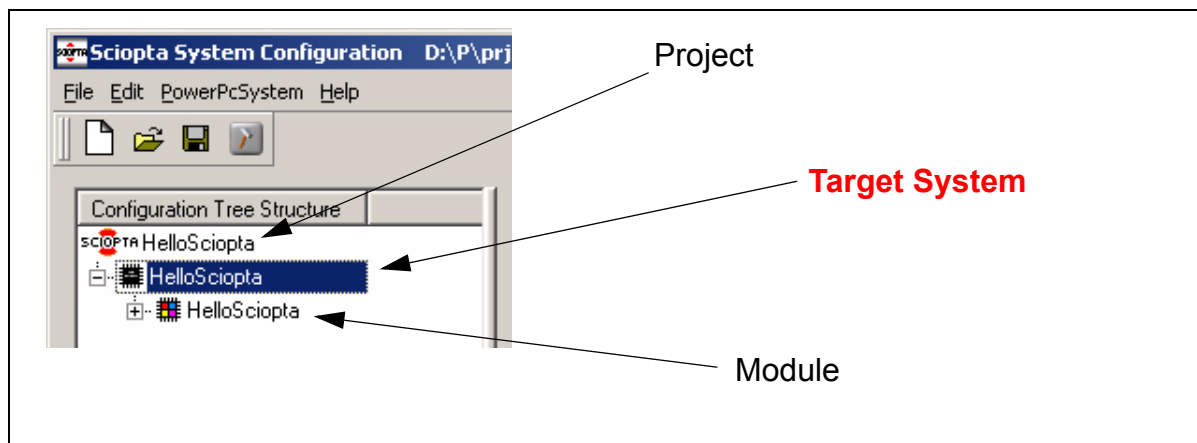 Sciopta System Configuration D:\P\prj
Project
File Edit PowerPcSystem Help
Target System
Configuration Tree Structure
SCIOPTA HelloSciopta
HelloSciopta
HelloSciopta
Module